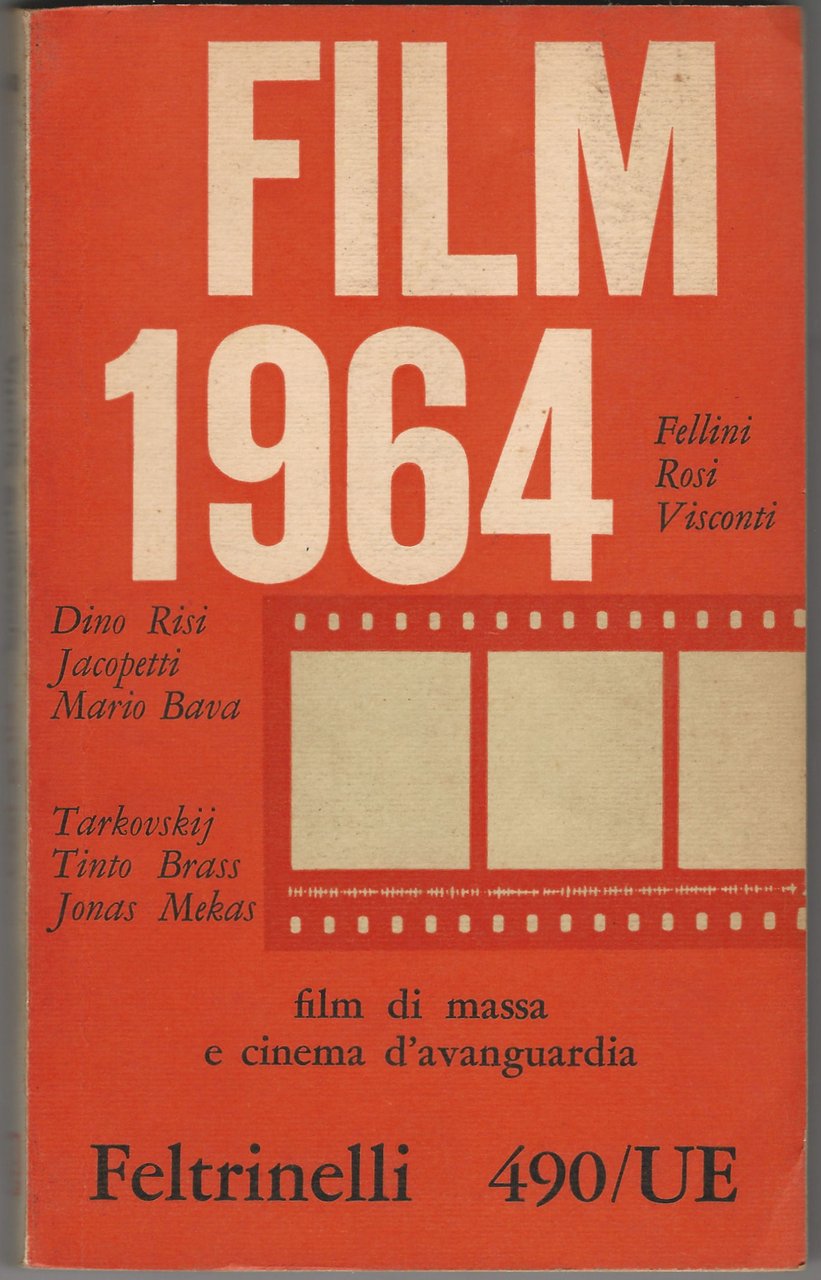 FILM
1964
Fellini
Rosi
Visconti
Dino Risi
Jacopetti
Mario Bava
Tarkovskij
Tinto Brass
Jonas Mekas
film di massa
e cinema d'avanguardia
Feltrinelli 490/UE